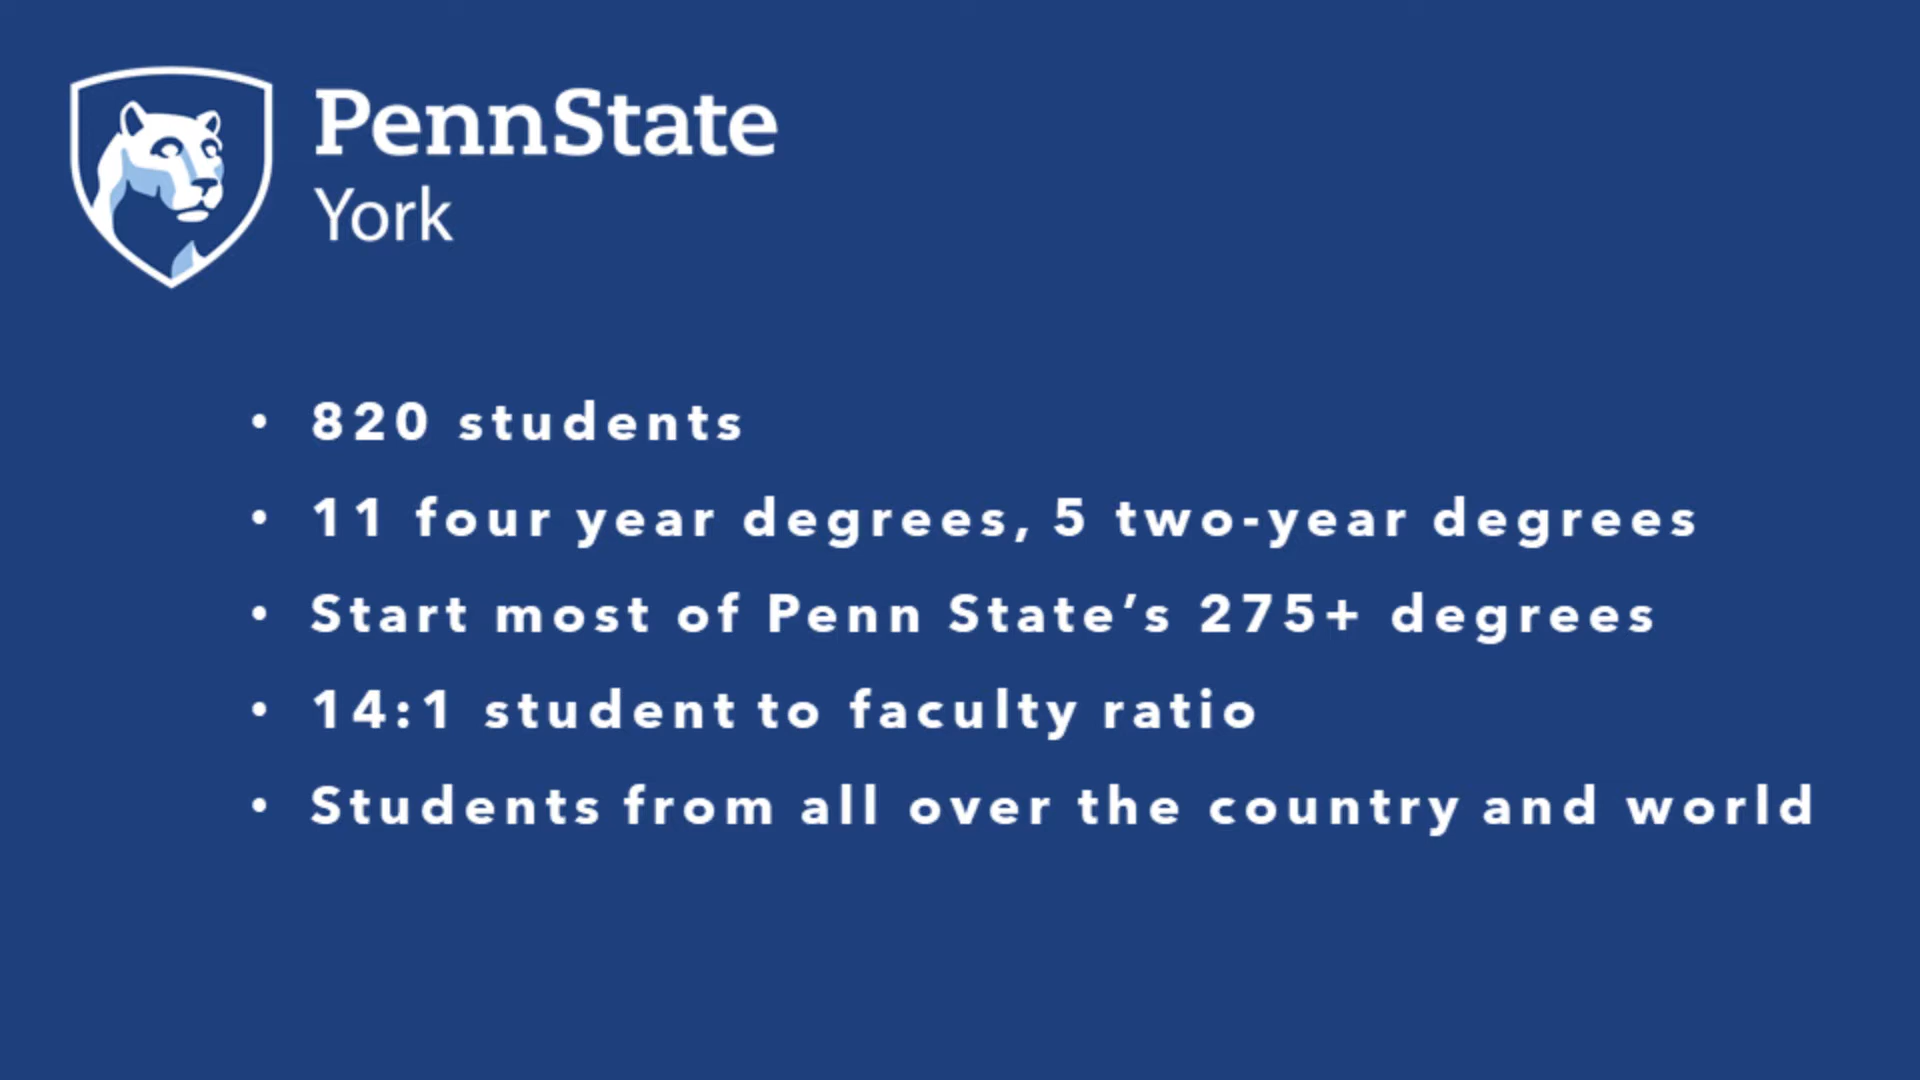 PennState
York
• 820 students
• 11 four year degrees, 5 two-year degrees
• Start most of Penn State’s 275+ degrees
• 14:1 student to faculty ratio
• Students from all over the country and world